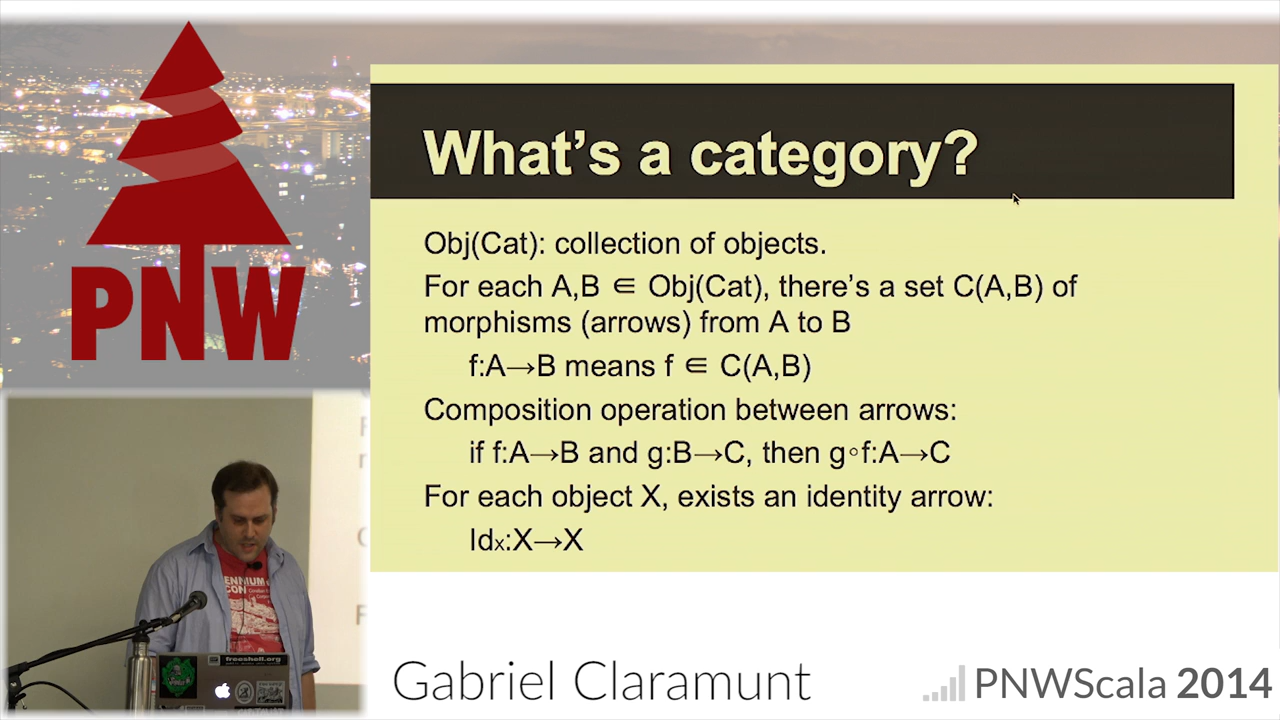 PNW
What's a category?
Obj(Cat): collection of objects.
For each A,B ∈ Obj(Cat), there's a set C(A,B) of
morphisms (arrows) from A to B
f:A→B means f ∈ C(A,B)
Composition operation between arrows:
if f:A→B and g:B→C, then g∘f:A→C
For each object X, exists an identity arrow:
Idx:X→X
freeshell.org
Gabriel Claramunt
PNWScala 2014